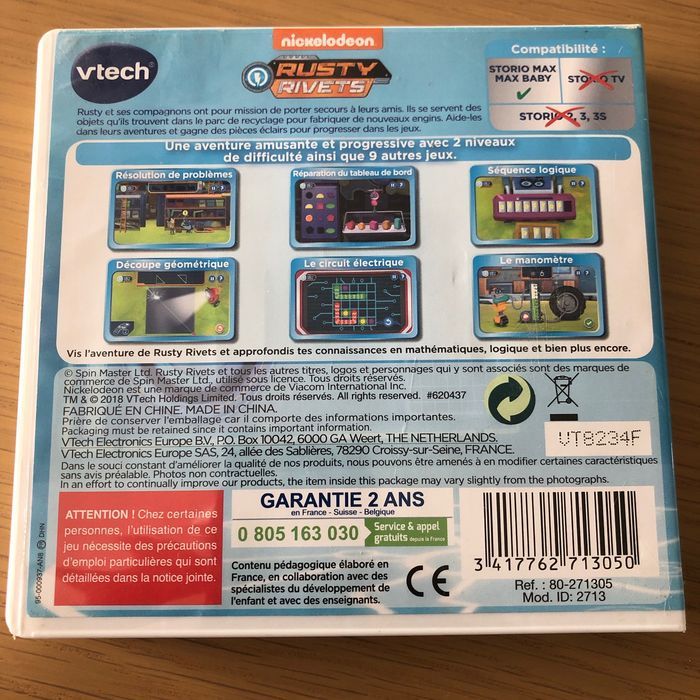 nickelodeon
vtech
RUSTY
RIVETS
Compatibilité :
STORIO MAX
MAX BABY
STORIO TV
STORIO 2, 3, 3S
Rusty et ses compagnons ont pour mission de porter secours à leurs amis. Ils se servent des
objets qu'ils trouvent dans le parc de recyclage pour fabriquer de nouveaux engins. Aide-les
dans leurs aventures et gagne des pièces éclairs pour progresser dans les jeux.
Une aventure amusante et progressive avec 2 niveaux
de difficulté ainsi que 9 autres jeux.
Résolution de problèmes
Réparation du tableau de bord
Séquence logique
Découpe géométrique
Le circuit électrique
Le manomètre
Vis l'aventure de Rusty Rivets et approfondis tes connaissances en mathématiques, logique et bien plus encore.
© Spin Master Ltd. Rusty Rivets et tous les autres titres, logos et personnages qui y sont associés sont des marques de
commerce de Spin Master Ltd., utilisé sous licence. Tous droits réservés.
Nickelodeon est une marque de commerce de Viacom International Inc.
TM & © 2018 VTech Holdings Limited. Tous droits réservés. All rights reserved. #620437
FABRIQUÉ EN CHINE. MADE IN CHINA.
Prière de conserver l'emballage car il comporte des informations importantes.
Packaging must be retained since it contains important information.
VTech Electronics Europe B.V., P.O. Box 10042, 6000 GA Weert, THE NETHERLANDS.
VTech Electronics Europe SAS, 24, allée des Sablières, 78290 Croissy-sur-Seine, FRANCE.
VT8234F
Dans le souci constant d'améliorer la qualité de nos produits, nous pouvons être amenés à en modifier certaines caractéristiques
sans avis préalable. Photos non contractuelles.
In an effort to continually improve our products, the item inside this package may vary slightly from the photographs.
ATTENTION ! Chez certaines
personnes, l'utilisation de ce
jeu nécessite des précautions
d'emploi particulières qui sont
détaillées dans la notice jointe.
GARANTIE 2 ANS
en France - Suisse - Belgique
0 805 163 030
Service & appel
gratuits depuis la France
Contenu pédagogique élaboré en
France, en collaboration avec des
spécialistes du développement de
l'enfant et avec des enseignants.
CE
3 417762 713050
Ref. : 80-271305
Mod. ID: 2713
95-000937-AN8 DHN